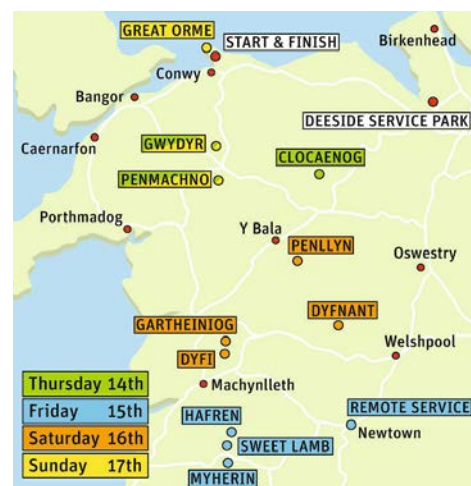 GREAT ORME
START & FINISH
Birkenhead
Conwy
Bangor
DEESIDE SERVICE PARK
Caernarfon
GWYDYR
CLOCAENOG
PENMACHNO
Porthmadog
Y Bala
PENLLYN
Oswestry
DYFNANT
GARTHEINIOG
Welshpool
DYFI
Thursday 14th
Machynlleth
Friday 15th
REMOTE SERVICE
HAFREN
Saturday 16th
Newtown
SWEET LAMB
Sunday 17th
MYHERIN